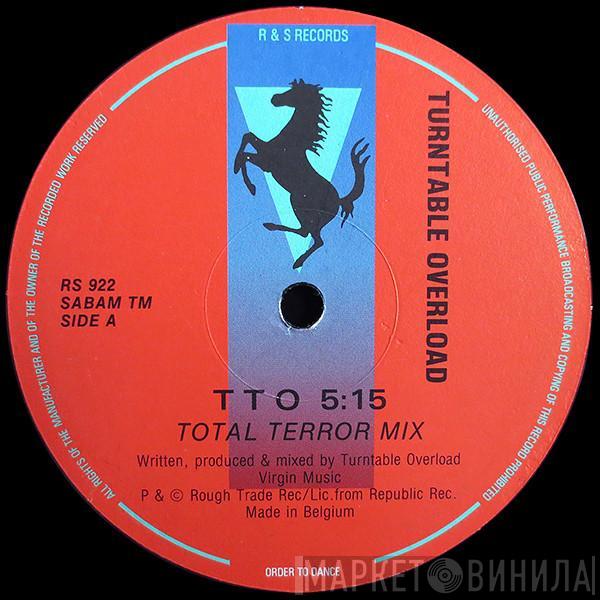 R & S RECORDS
TURNTABLE OVERLOAD
RS 922
SABAM TM
SIDE A
TTO 5:15
TOTAL TERROR MIX
Written, produced & mixed by Turntable Overload
Virgin Music
P & © Rough Trade Rec/Lic.from Republic Rec.
Made in Belgium
ORDER TO DANCE
ALL RIGHTS OF THE MANUFACTURER AND OF THE OWNER OF THE RECORDED WORK RESERVED
UNAUTHORISED PUBLIC PERFORMANCE BROADCASTING AND COPYING OF THIS RECORD PROHIBITED
МАРКЕТ ВИНИЛА